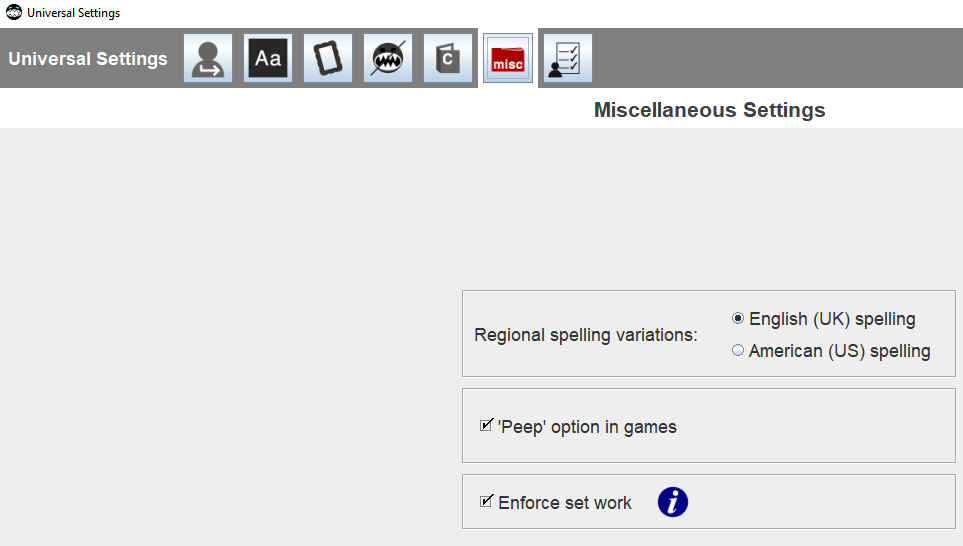 Universal Settings
Universal Settings
Aa
C
misc
Miscellaneous Settings
Regional spelling variations:
English (UK) spelling
American (US) spelling
'Peep' option in games
Enforce set work
i